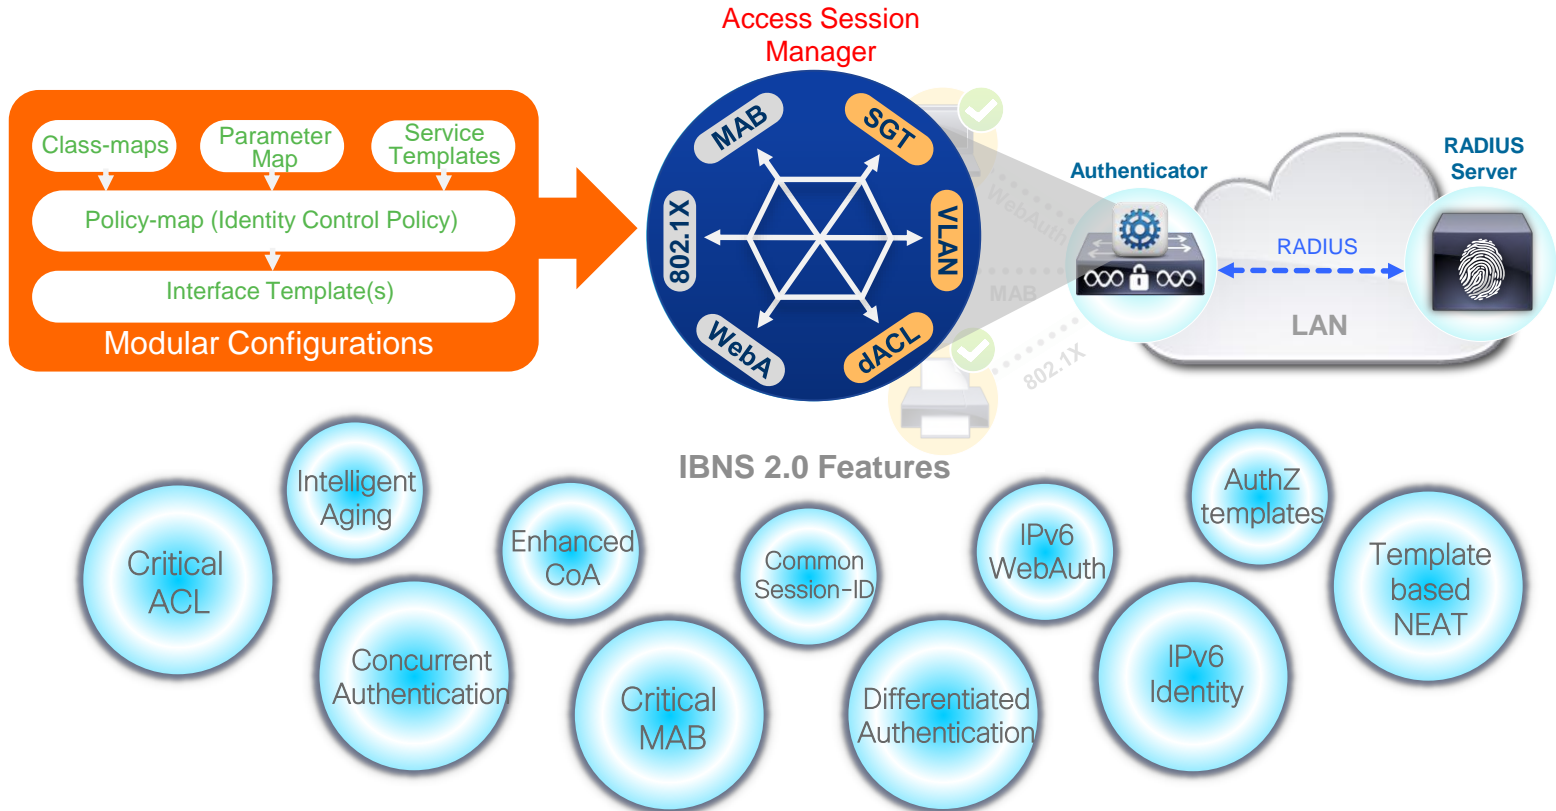 Access Session
Manager
Class-maps
Parameter
Map
Service
Templates
Policy-map (Identity Control Policy)
Interface Template(s)
Modular Configurations
MAB
SGT
802.1X
VLAN
WebA
dACL
WebAuth
MAB
802.1X
Authenticator
RADIUS
RADIUS
Server
LAN
IBNS 2.0 Features
Critical
ACL
Intelligent
Aging
Concurrent
Authentication
Enhanced
CoA
Critical
MAB
Common
Session-ID
Differentiated
Authentication
IPv6
WebAuth
IPv6
Identity
AuthZ
templates
Template
based
NEAT